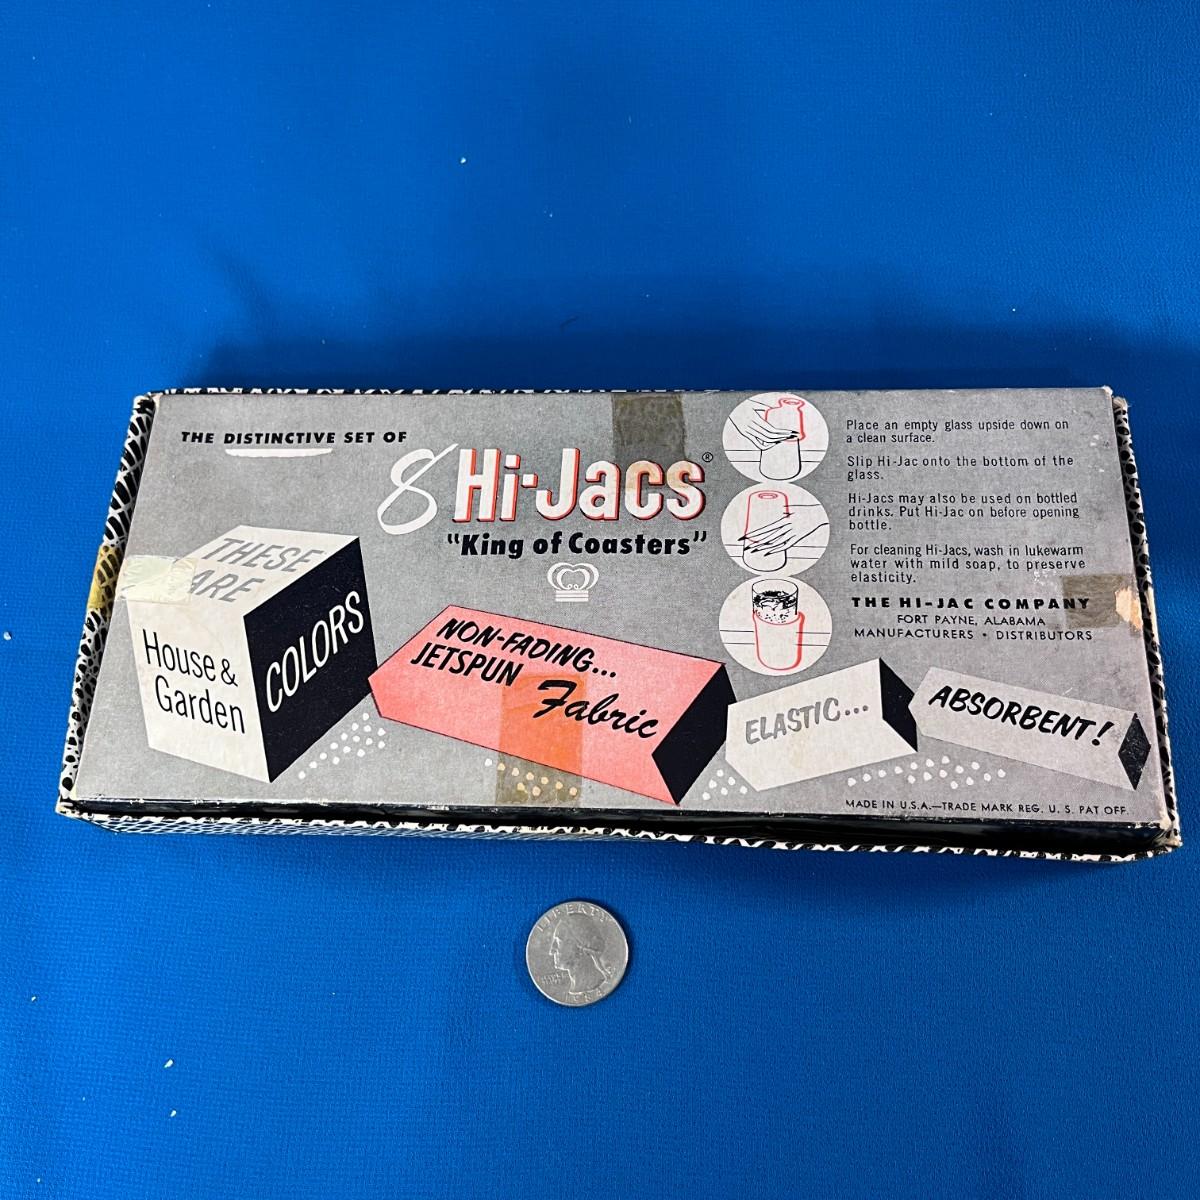 THE DISTINCTIVE SET OF
8 Hi-Jacs®
"King of Coasters"
THESE
ARE
House &
Garden
COLORS
NON-FADING...
JETSPUN
Fabric
ELASTIC...
ABSORBENT!
Place an empty glass upside down on
a clean surface.
Slip Hi-Jac onto the bottom of the
glass.
Hi-Jacs may also be used on bottled
drinks. Put Hi-Jac on before opening
bottle.
For cleaning Hi-Jacs, wash in lukewarm
water with mild soap, to preserve
elasticity.
THE HI-JAC COMPANY
FORT PAYNE, ALABAMA
MANUFACTURERS • DISTRIBUTORS
MADE IN U.S.A.—TRADE MARK REG. U. S. PAT OFF.
LIBERTY